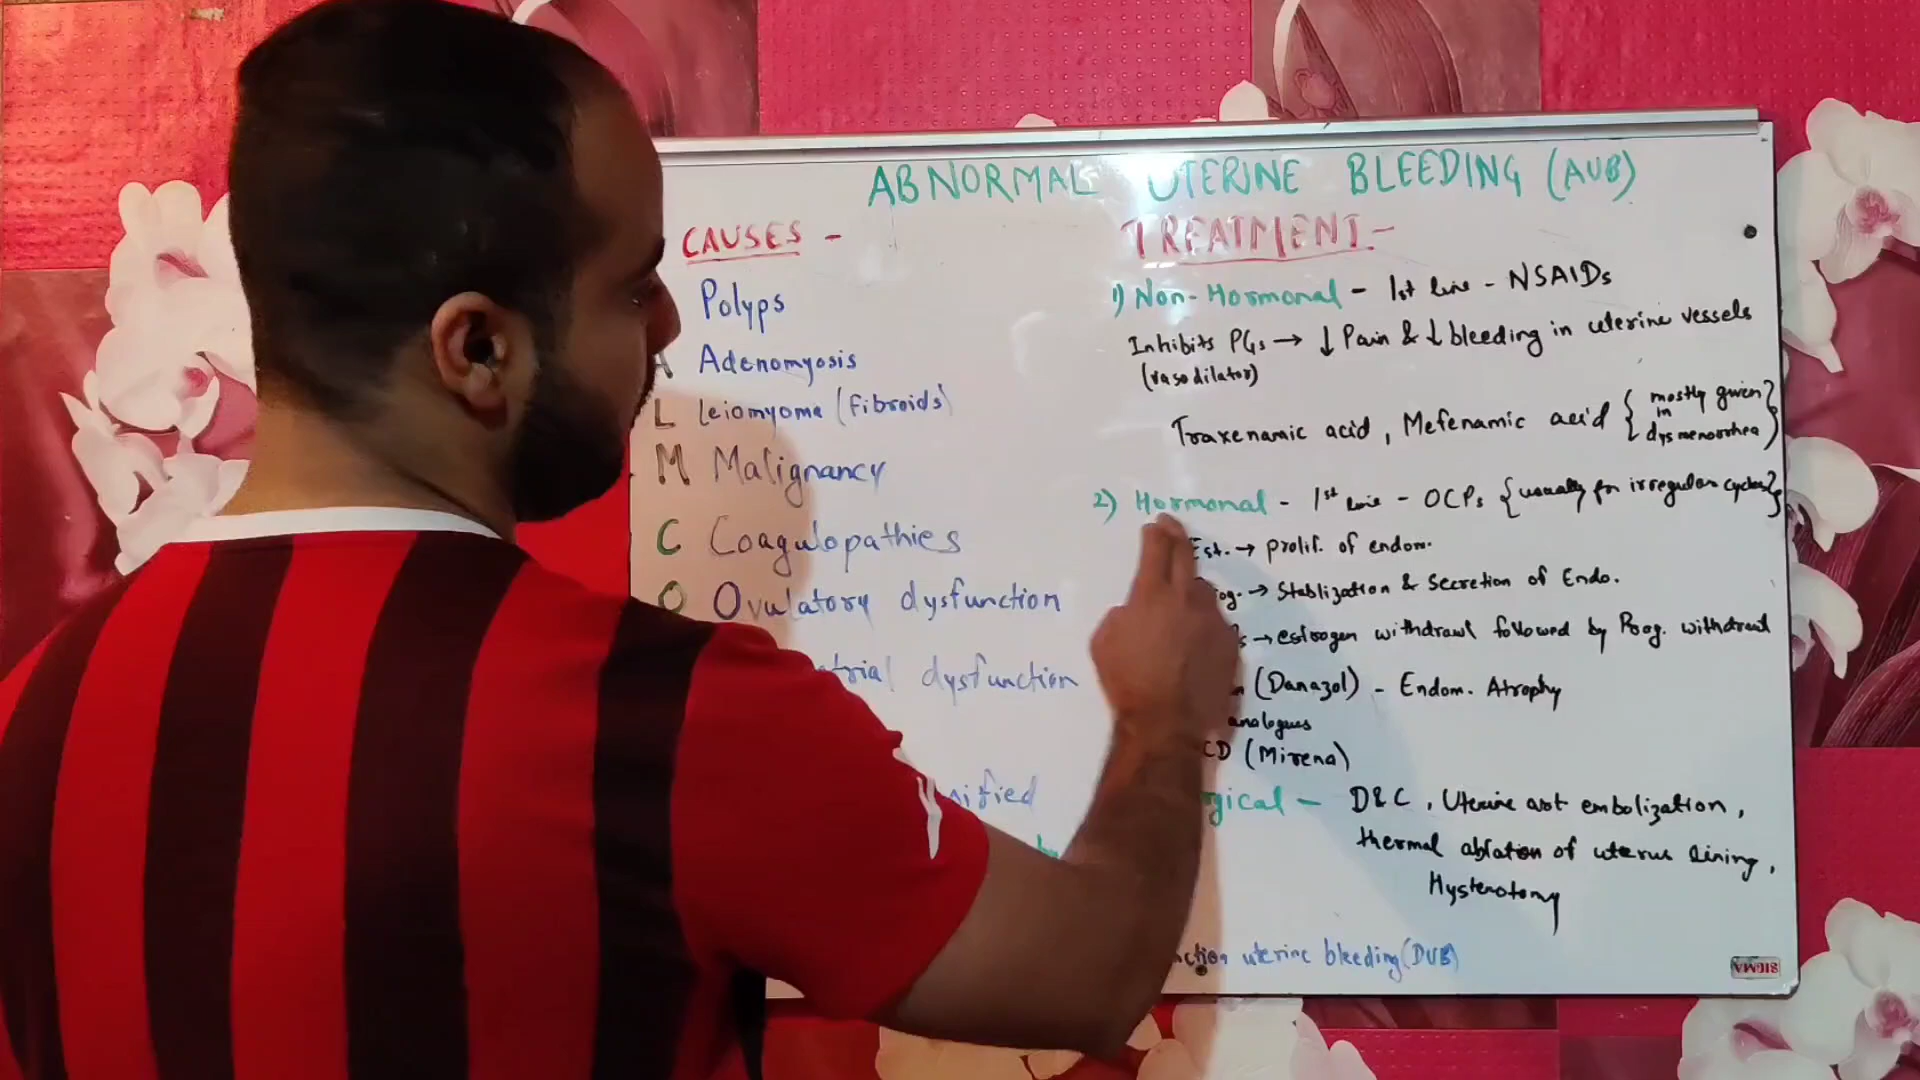 ABNORMAL UTERINE BLEEDING (AUB)
CAUSES -
Polyps
A Adenomyosis
L Leiomyoma (fibroids)
M Malignancy
C Coagulopathies
O Ovulatory dysfunction
trial dysfunction
sified
TREATMENT:-
1) Non-Hormonal - 1st line - NSAIDs
Inhibits PGs → ↓ Pain & ↓ bleeding in uterine vessels
(vasodilator)
Traxenamic acid, Mefenamic acid { mostly given in dysmenorrhea }
2) Hormonal - 1st line - OCPs {usually for irregular cycles}
Est. → prolif. of endom.
og. → Stablization & Secretion of Endo.
s → estrogen withdrawl followed by Prog. withdrawl
n (Danazol) - Endom. Atrophy
analogues
CD (Mirena)
rgical - D&C, Uterine art embolization,
thermal ablation of uterus lining,
Hysterotomy
ction uterine bleeding (DUB)
SIGMA